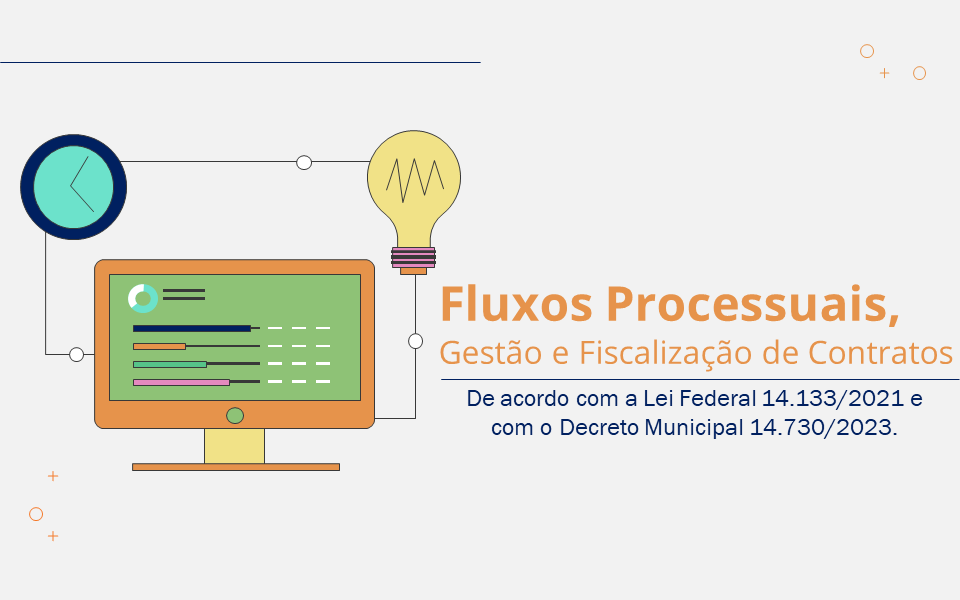 Fluxos Processuais,
Gestão e Fiscalização de Contratos
De acordo com a Lei Federal 14.133/2021 e
com o Decreto Municipal 14.730/2023.